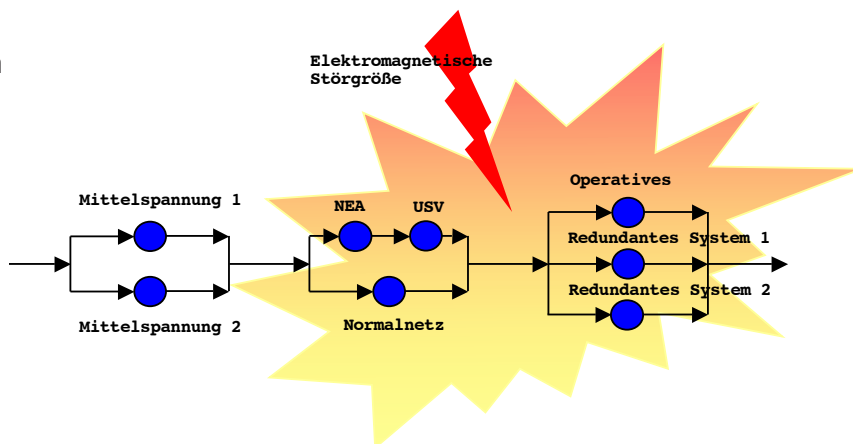 Elektromagnetische
Störgröße
Operatives
Mittelspannung 1
NEA
USV
Redundantes System 1
Redundantes System 2
Mittelspannung 2
Normalnetz